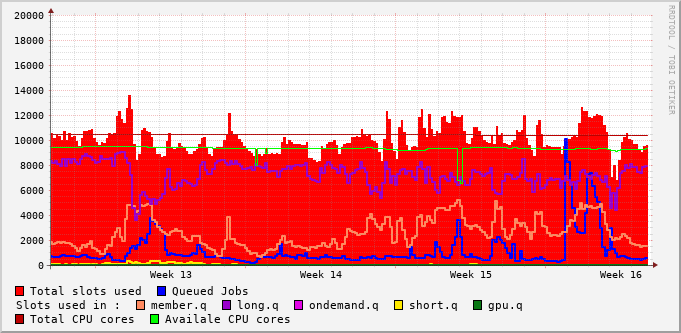 20000
18000
16000
14000
12000
10000
8000
6000
4000
2000
0
Week 13 Week 14 Week 15 Week 16
RRDTOOL / TOBI OETIKER
Total slots used Queued Jobs
Slots used in : member.q long.q ondemand.q short.q gpu.q
Total CPU cores Availale CPU cores